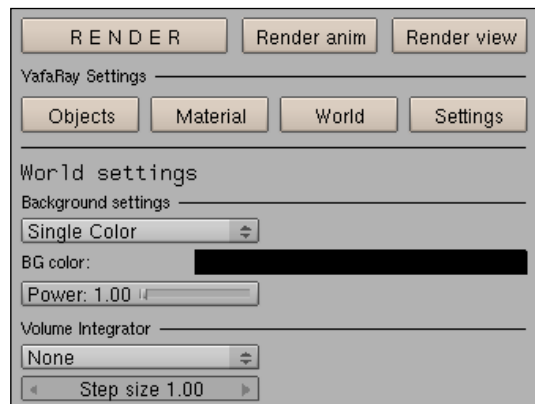 RENDER Render anim Render view
YafaRay Settings
Objects Material World Settings
World settings
Background settings
Single Color
BG color:
Power: 1.00
Volume Integrator
None
Step size 1.00